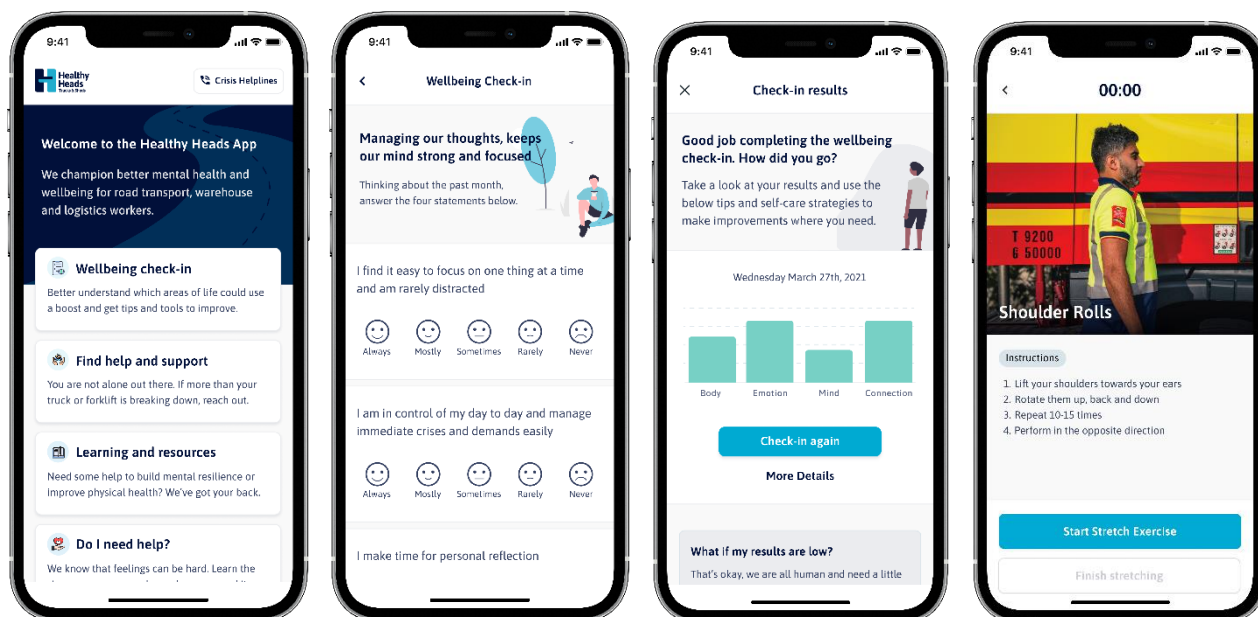 9:41
Healthy
Heads
Crisis Helplines
Welcome to the Healthy Heads App
We champion better mental health and
wellbeing for road transport, warehouse
and logistics workers.
Wellbeing check-in
Better understand which areas of life could use
a boost and get tips and tools to improve.
Find help and support
You are not alone out there. If more than your
truck or forklift is breaking down, reach out.
Learning and resources
Need some help to build mental resilience or
improve physical health? We've got your back.
Do I need help?
We know that feelings can be hard. Learn the
9:41
Wellbeing Check-in
Managing our thoughts, keeps
our mind strong and focused
Thinking about the past month,
answer the four statements below.
I find it easy to focus on one thing at a time
and am rarely distracted
Always Mostly Sometimes Rarely Never
I am in control of my day to day and manage
immediate crises and demands easily
Always Mostly Sometimes Rarely Never
I make time for personal reflection
9:41
Check-in results
Good job completing the wellbeing
check-in. How did you go?
Take a look at your results and use the
below tips and self-care strategies to
make improvements where you need.
Wednesday March 27th, 2021
Body Emotion Mind Connection
Check-in again
More Details
What if my results are low?
That's okay, we are all human and need a little
9:41
00:00
T 9200
G 50000
Shoulder Rolls
Instructions
1. Lift your shoulders towards your ears
2. Rotate them up, back and down
3. Repeat 10-15 times
4. Perform in the opposite direction
Start Stretch Exercise
Finish stretching